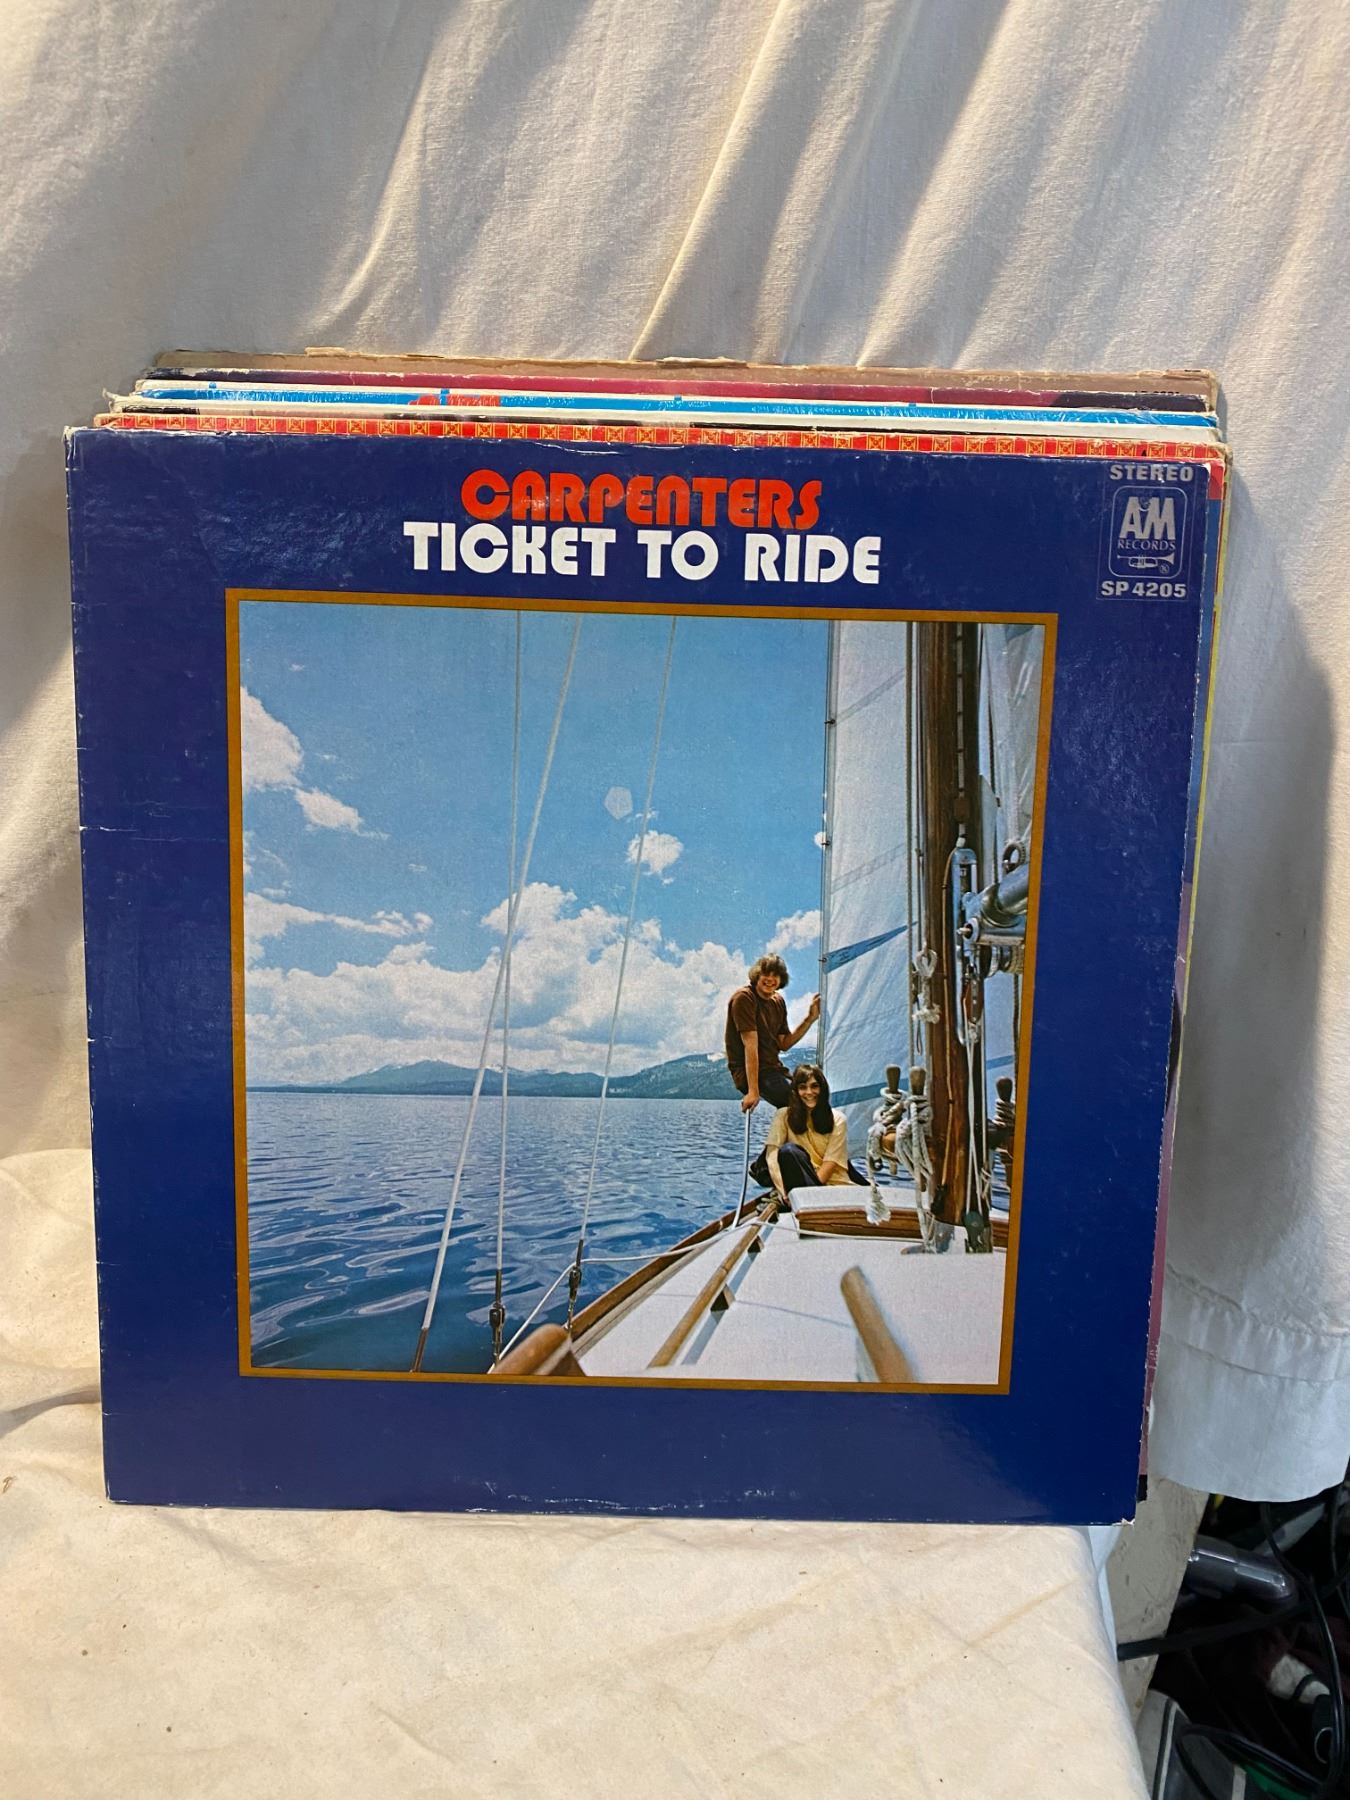 CARPENTERS
TICKET TO RIDE
STEREO
A&M
RECORDS
®
SP 4205